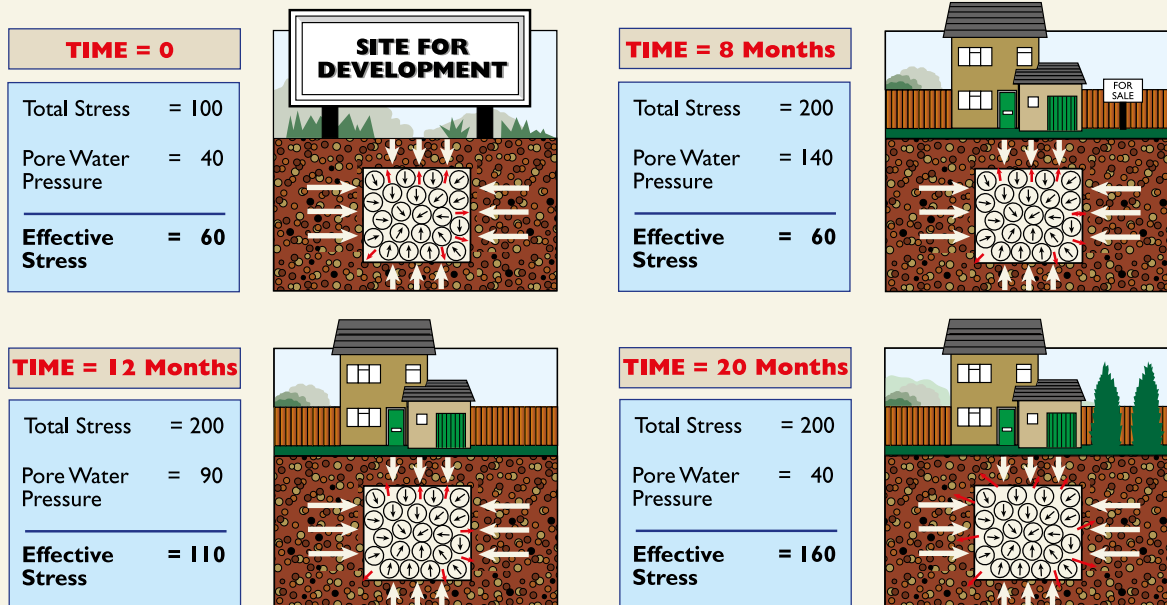 TIME = 0
Total Stress = 100
Pore Water = 40
Pressure
Effective = 60
Stress
SITE FOR
DEVELOPMENT
TIME = 8 Months
Total Stress = 200
Pore Water = 140
Pressure
Effective = 60
Stress
FOR
SALE
TIME = 12 Months
Total Stress = 200
Pore Water = 90
Pressure
Effective = 110
Stress
TIME = 20 Months
Total Stress = 200
Pore Water = 40
Pressure
Effective = 160
Stress